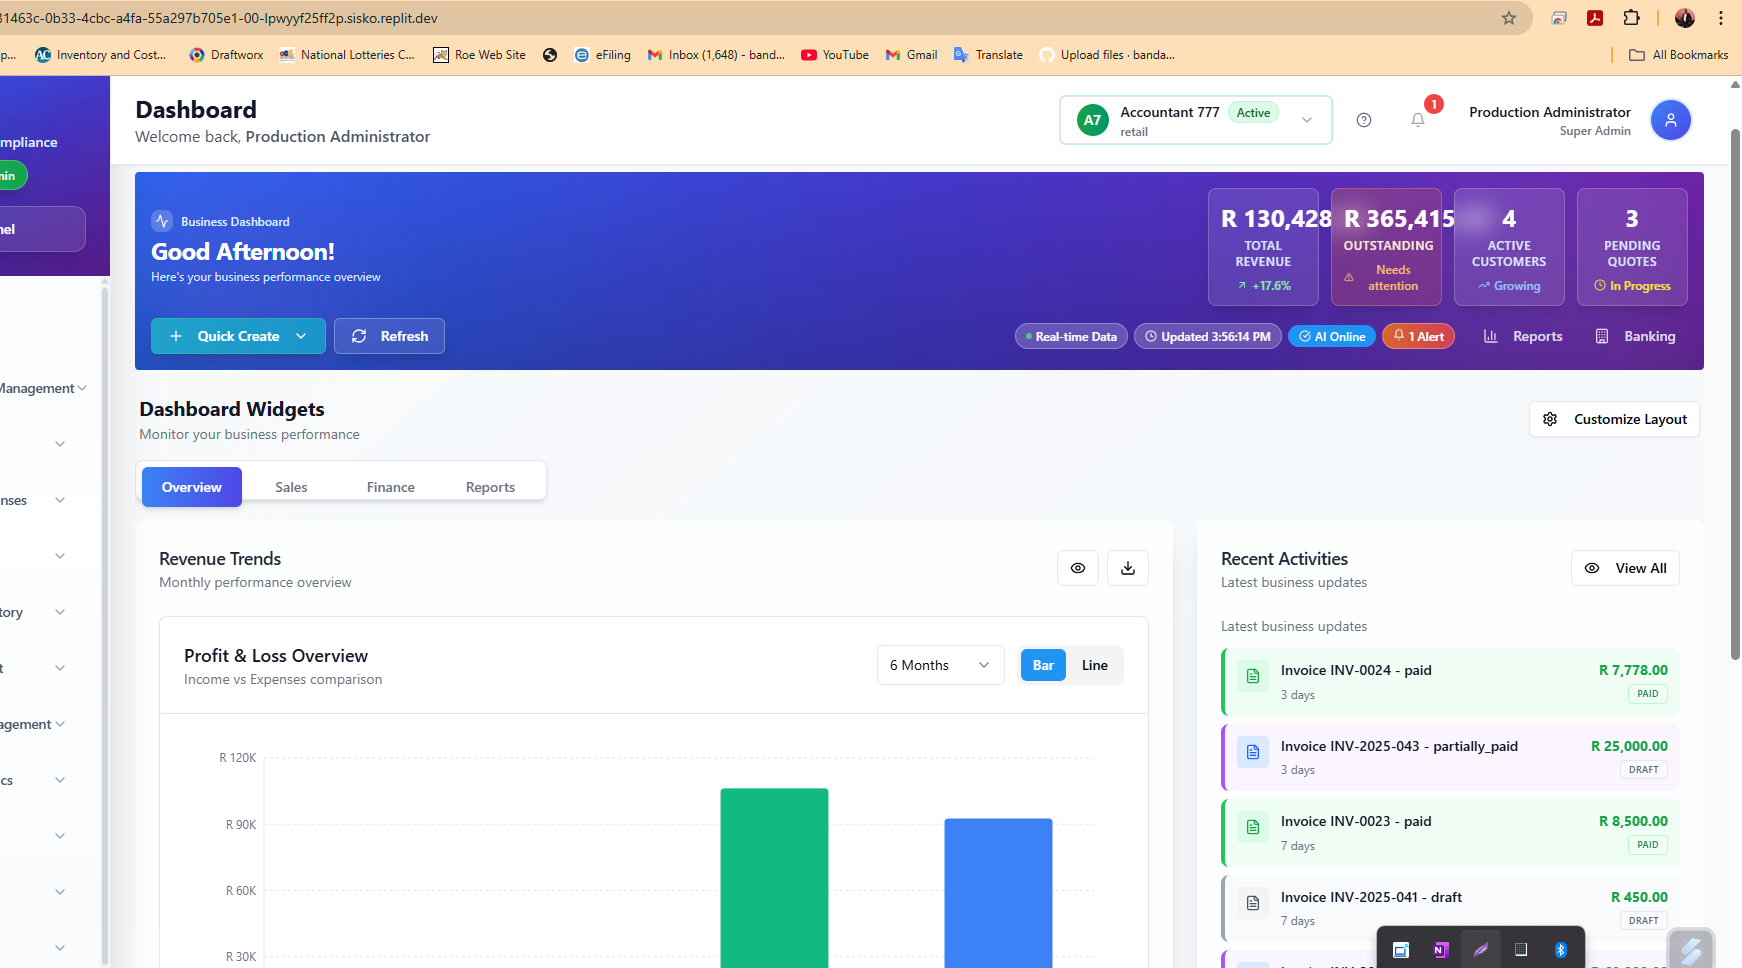 31463c-0b33-4cbc-a4fa-55a297b705e1-00-lpwyyf25ff2p.sisko.replit.dev
p...
Inventory and Cost...
Draftworx
National Lotteries C...
Roe Web Site
eFiling
Inbox (1,648) - band...
YouTube
Gmail
Translate
Upload files · banda...
All Bookmarks
mpliance
min
nel
Management
enses
tory
t
agement
cs
Dashboard
Welcome back, Production Administrator
A7
Accountant 777
Active
retail
1
Production Administrator
Super Admin
Business Dashboard
Good Afternoon!
Here's your business performance overview
R 130,428
TOTAL
REVENUE
+17.6%
R 365,415
OUTSTANDING
Needs
attention
4
ACTIVE
CUSTOMERS
Growing
3
PENDING
QUOTES
In Progress
Quick Create
Refresh
Real-time Data
Updated 3:56:14 PM
AI Online
1 Alert
Reports
Banking
Dashboard Widgets
Monitor your business performance
Customize Layout
Overview
Sales
Finance
Reports
Revenue Trends
Monthly performance overview
Profit & Loss Overview
Income vs Expenses comparison
6 Months
Bar
Line
R 120K
R 90K
R 60K
R 30K
Recent Activities
Latest business updates
View All
Latest business updates
Invoice INV-0024 - paid
R 7,778.00
3 days
PAID
Invoice INV-2025-043 - partially_paid
R 25,000.00
3 days
DRAFT
Invoice INV-0023 - paid
R 8,500.00
7 days
PAID
Invoice INV-2025-041 - draft
R 450.00
7 days
DRAFT